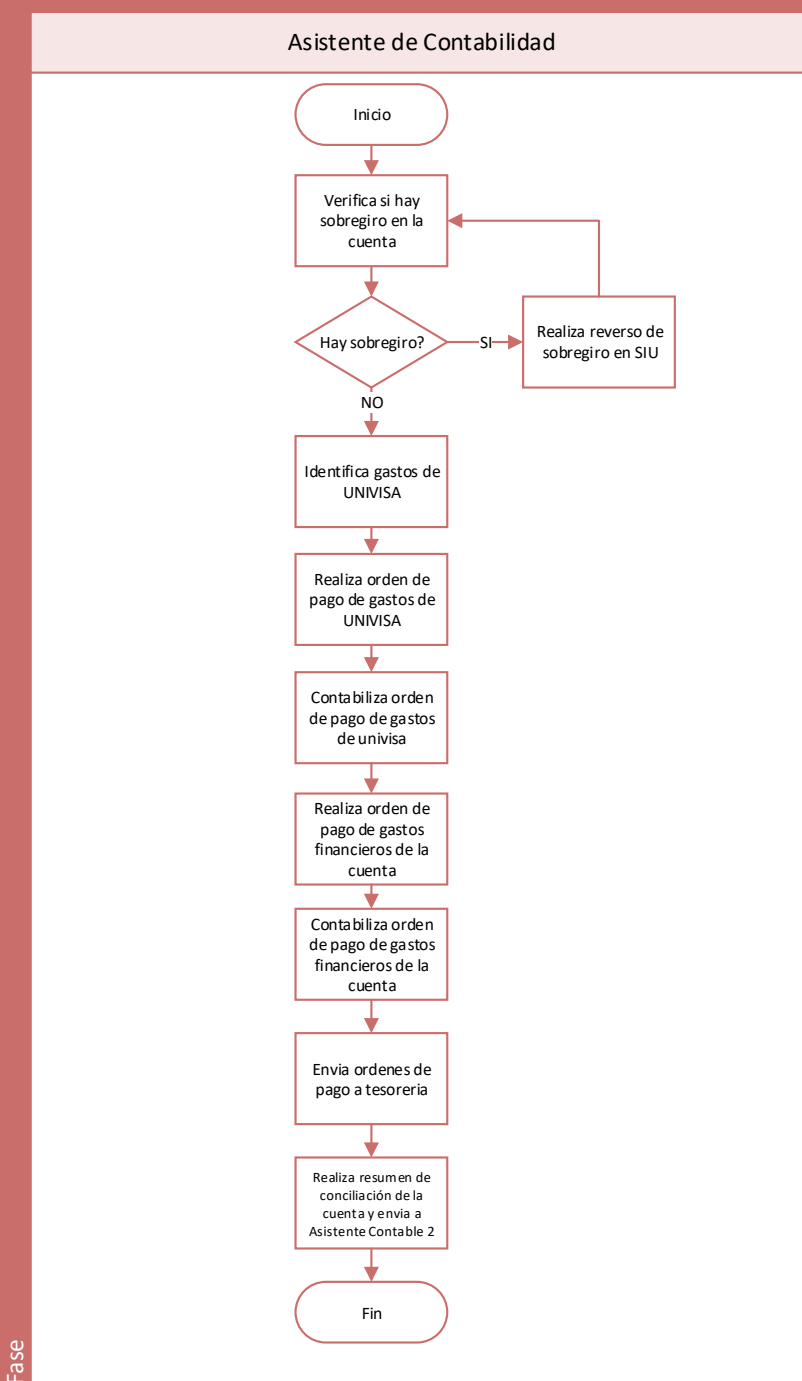 Asistente de Contabilidad
Inicio
Verifica si hay
sobregiro en la
cuenta
Hay sobregiro?
SI
Realiza reverso de
sobregiro en SIU
NO
Identifica gastos de
UNIVISA
Realiza orden de
pago de gastos de
UNIVISA
Contabiliza orden
de pago de gastos
de univisa
Realiza orden de
pago de gastos
financieros de la
cuenta
Contabiliza orden
de pago de gastos
financieros de la
cuenta
Envia ordenes de
pago a tesoreria
Realiza resumen de
conciliación de la
cuenta y envia a
Asistente Contable 2
Fin
Fase